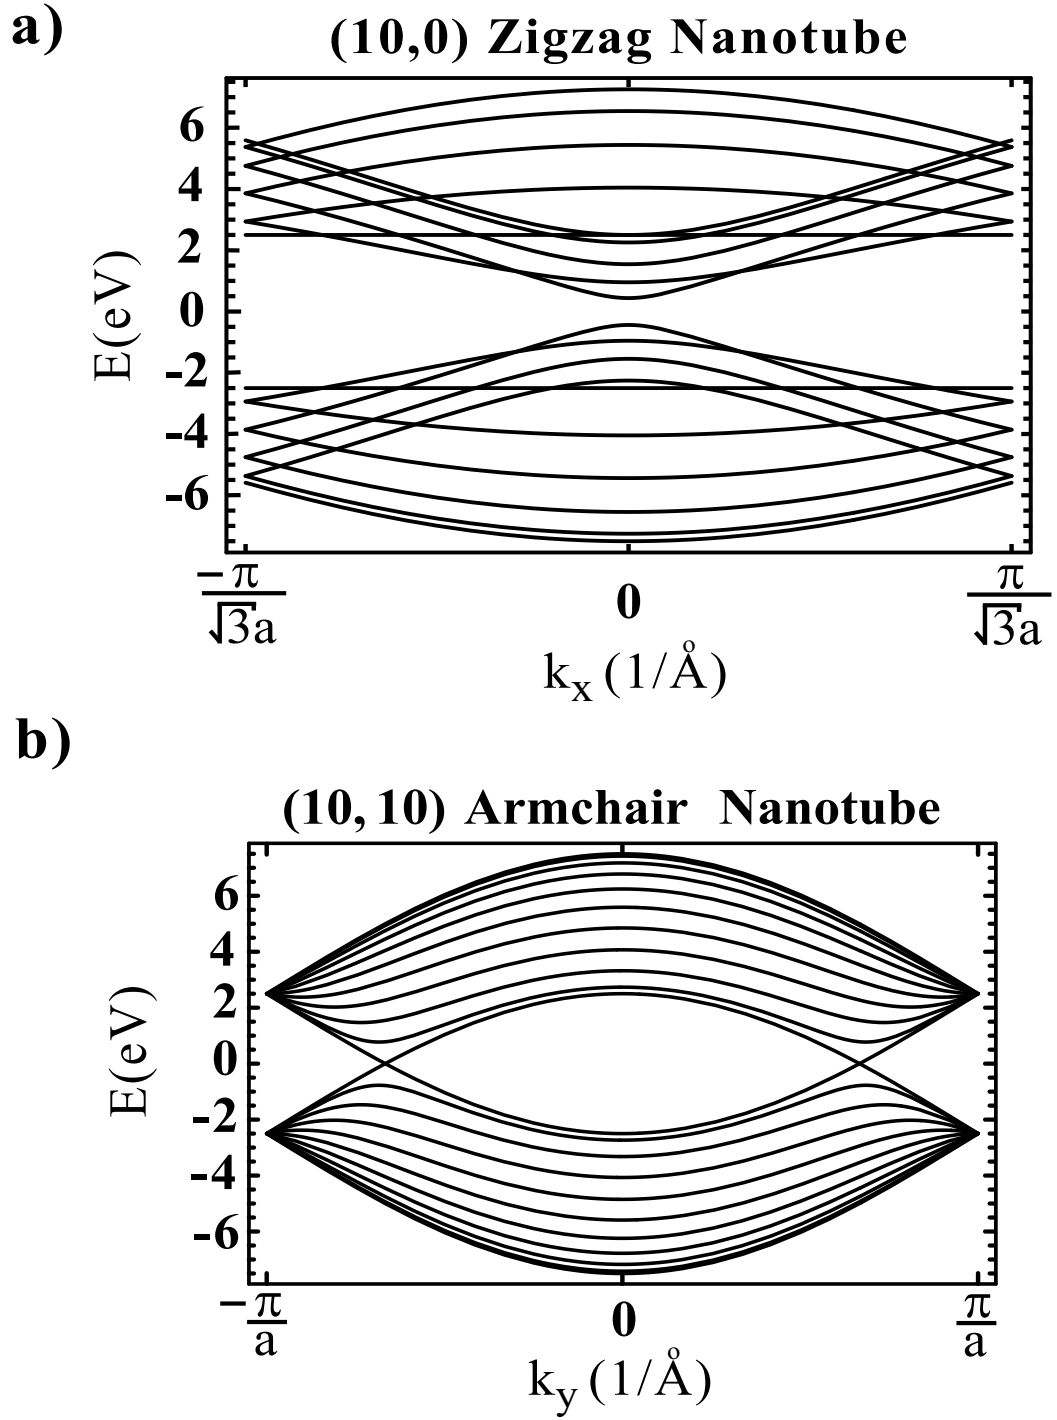 a)
(10,0) Zigzag Nanotube
6
4
2
0
-2
-4
-6
E(eV)
-π/√3a 0 π/√3a
kx (1/Å)
b)
(10, 10) Armchair Nanotube
6
4
2
0
-2
-4
-6
E(eV)
-π/a 0 π/a
ky (1/Å)